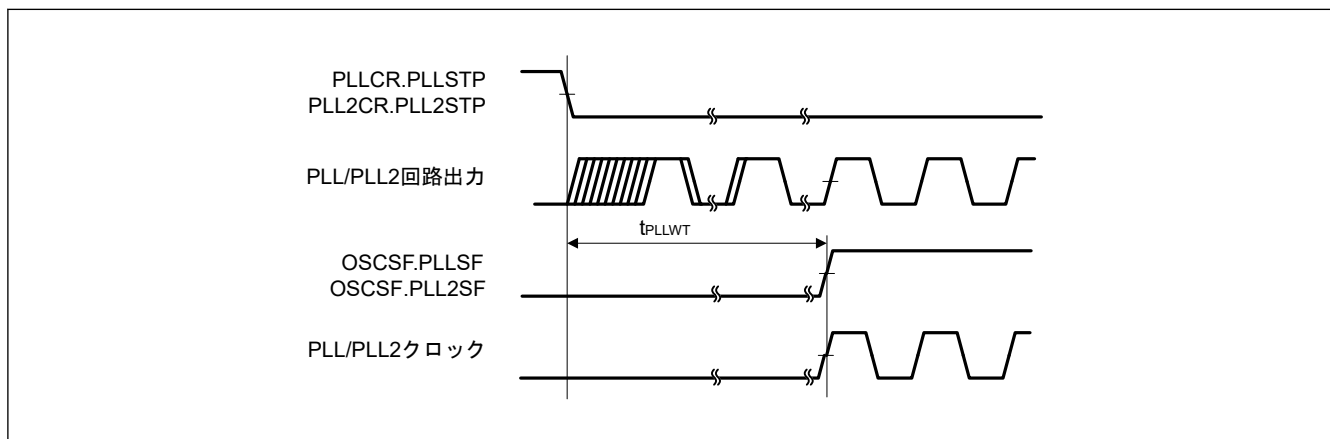 PLLCR.PLLSTP
PLL2CR.PLL2STP
PLL/PLL2回路出力
tPLLWT
OSCSF.PLLSF
OSCSF.PLL2SF
PLL/PLL2クロック